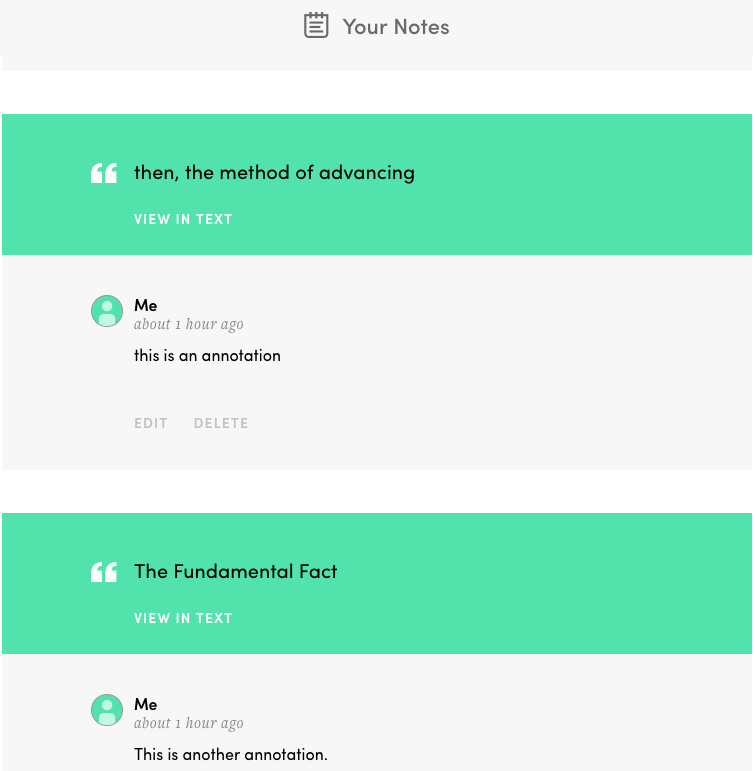 Your Notes
then, the method of advancing
VIEW IN TEXT
Me
about 1 hour ago
this is an annotation
EDIT DELETE
The Fundamental Fact
VIEW IN TEXT
Me
about 1 hour ago
This is another annotation.